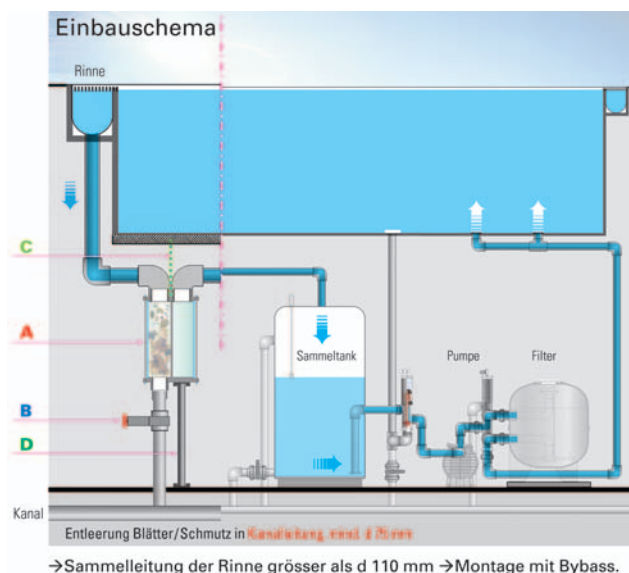 Einbauschema
Rinne
C
A
Sammeltank
Pumpe
Filter
B
D
Kanal
Entleerung Blätter/Schmutz in
→Sammelleitung der Rinne grösser als d 110 mm →Montage mit Bybass.